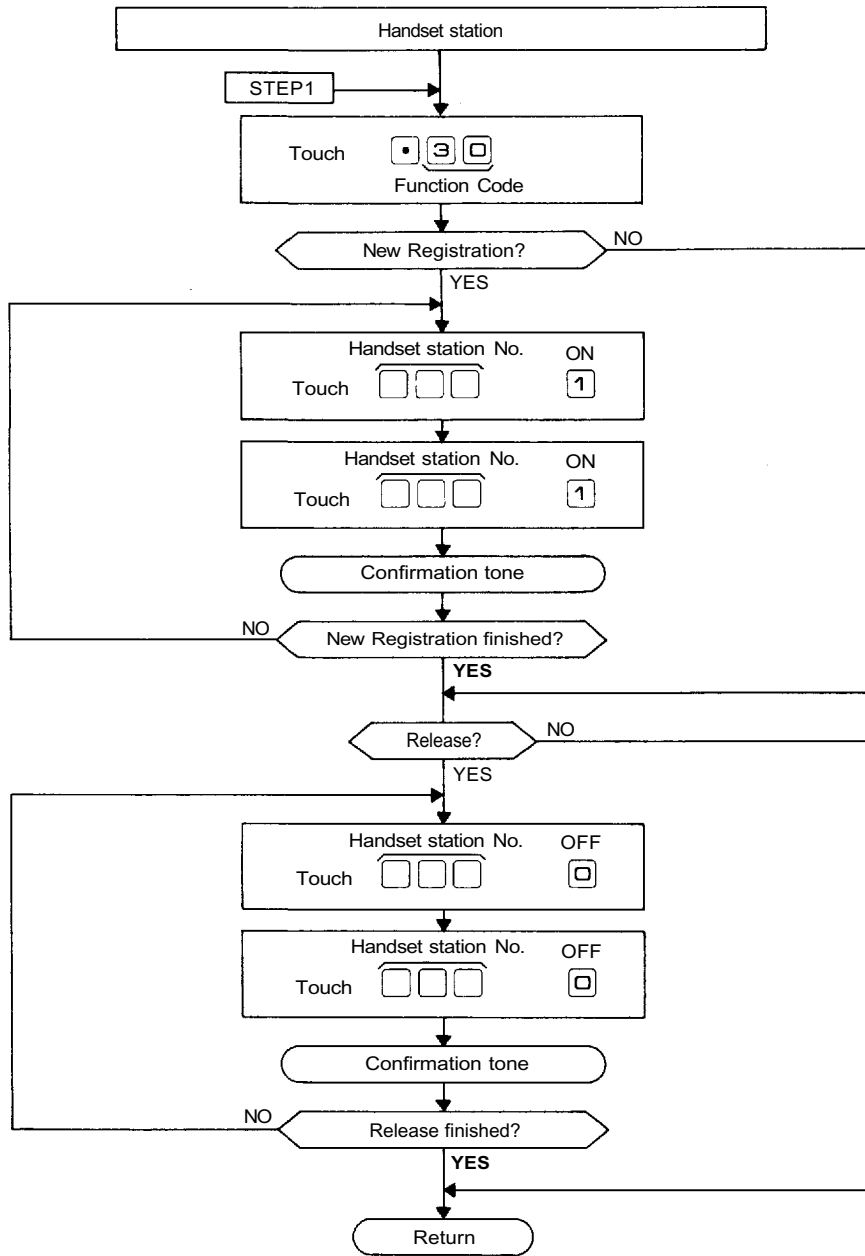 Handset station
STEP1
Touch • 3 0
Function Code
New Registration? NO
YES
Handset station No. ON
Touch 1
Handset station No. ON
Touch 1
Confirmation tone
NO New Registration finished?
YES
Release? NO
YES
Handset station No. OFF
Touch 0
Handset station No. OFF
Touch 0
Confirmation tone
NO Release finished?
YES
Return